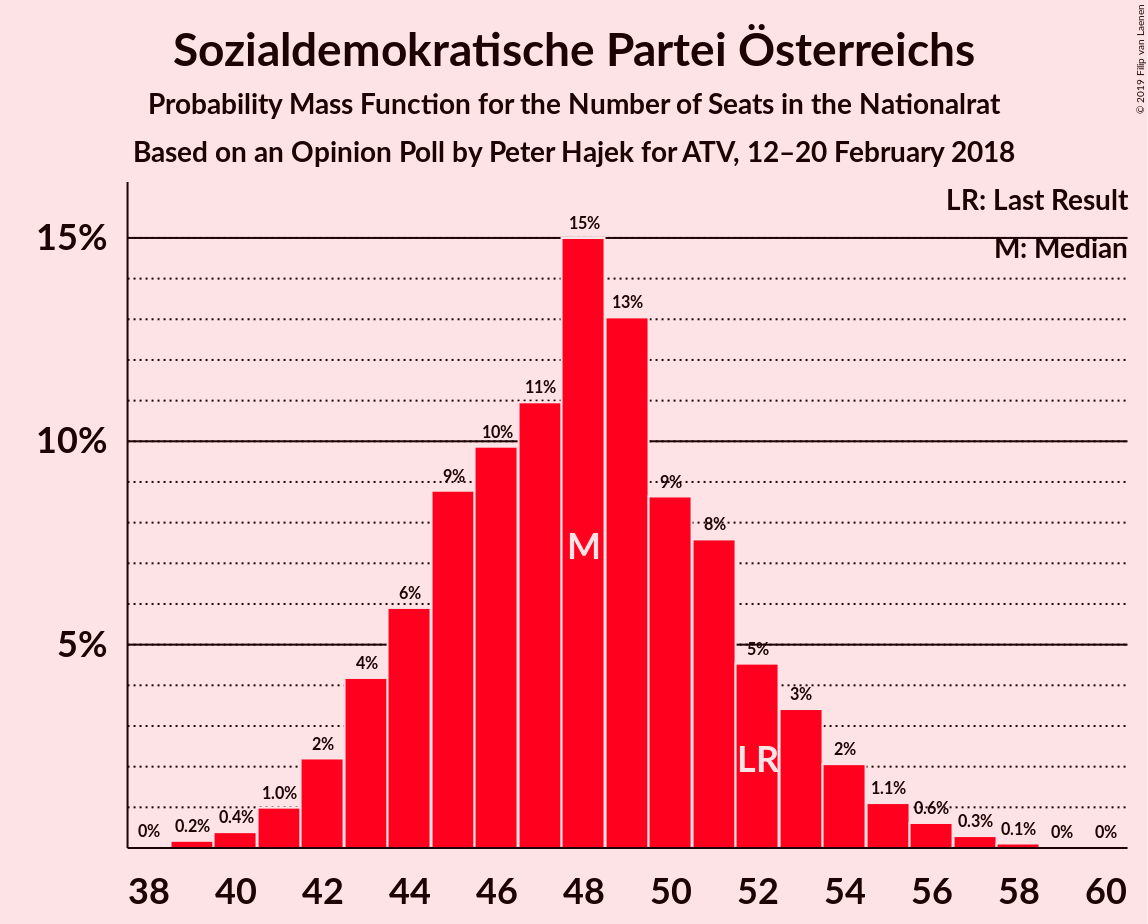 Sozialdemokratische Partei Österreichs
Probability Mass Function for the Number of Seats in the Nationalrat
Based on an Opinion Poll by Peter Hajek for ATV, 12–20 February 2018
© 2019 Filip van Laenen
LR: Last Result
M: Median
15%
10%
5%
0%
0.2%
0.4%
1.0%
2%
4%
6%
9%
10%
11%
15%
13%
9%
8%
5%
3%
2%
1.1%
0.6%
0.3%
0.1%
0%
0%
M
LR
38 40 42 44 46 48 50 52 54 56 58 60